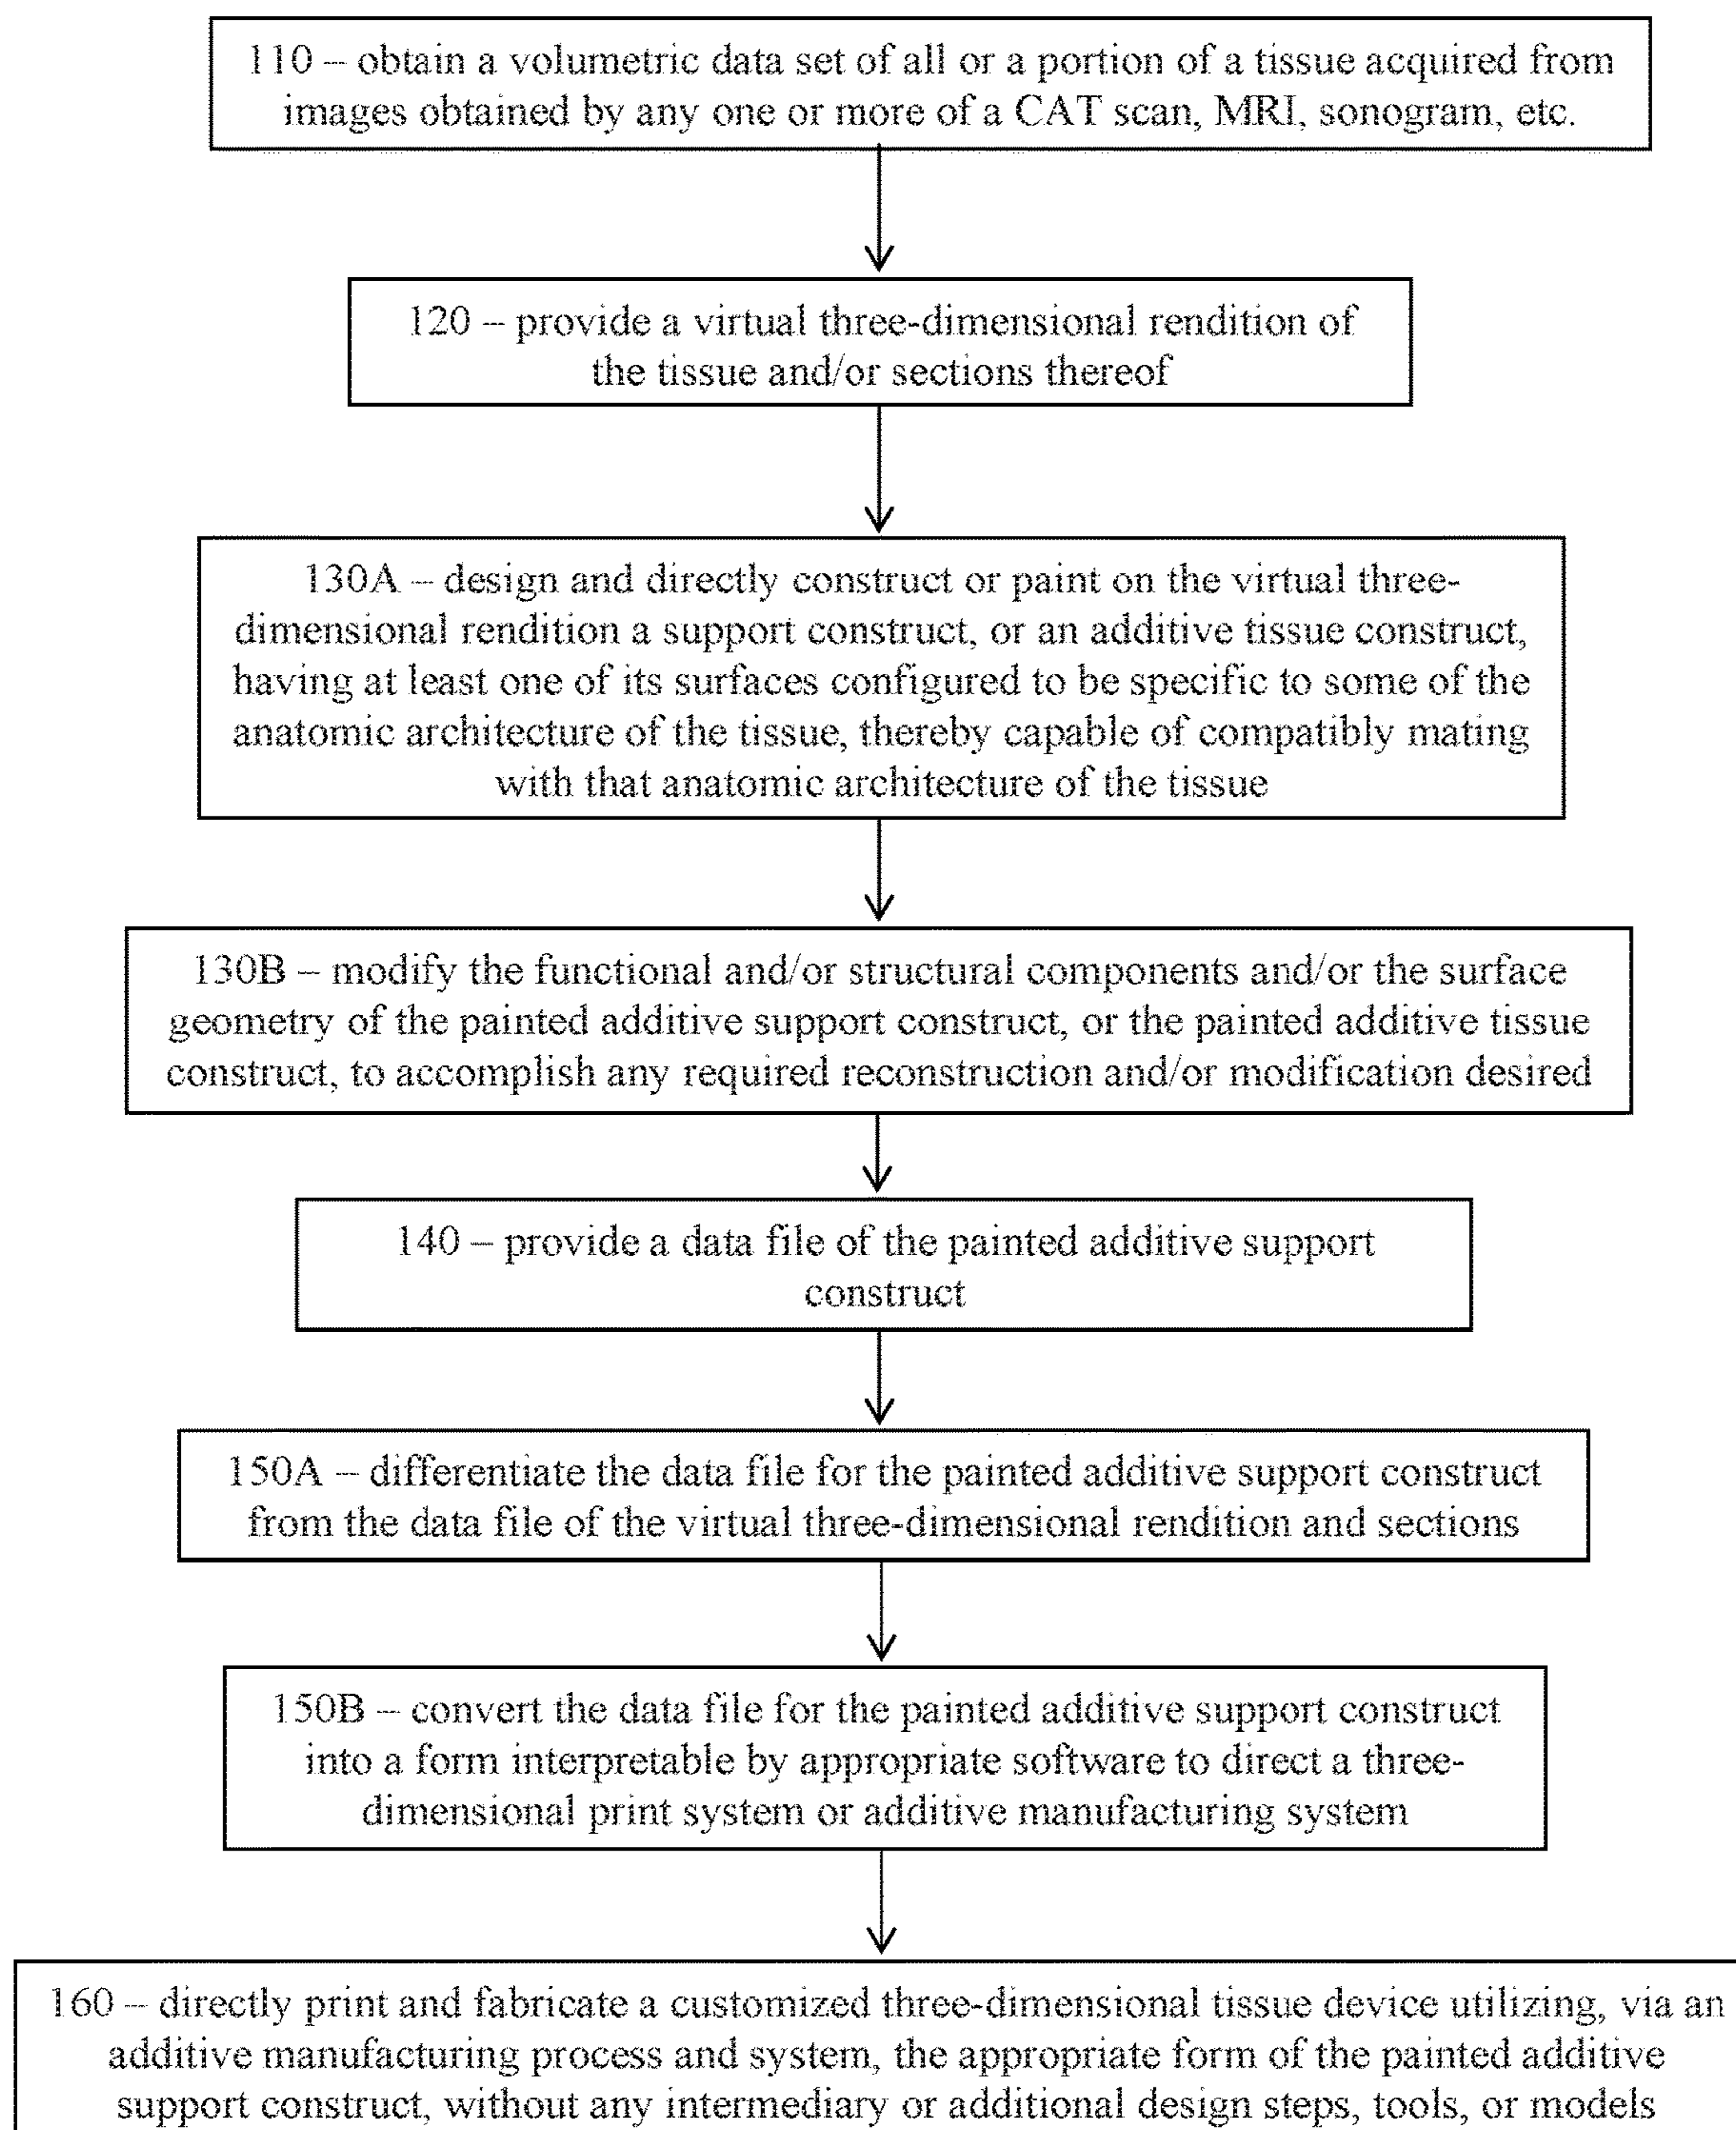 110 – obtain a volumetric data set of all or a portion of a tissue acquired from
images obtained by any one or more of a CAT scan, MRI, sonogram, etc.
120 – provide a virtual three-dimensional rendition of
the tissue and/or sections thereof
130A – design and directly construct or paint on the virtual three-
dimensional rendition a support construct, or an additive tissue construct,
having at least one of its surfaces configured to be specific to some of the
anatomic architecture of the tissue, thereby capable of compatibly mating
with that anatomic architecture of the tissue
130B – modify the functional and/or structural components and/or the surface
geometry of the painted additive support construct, or the painted additive tissue
construct, to accomplish any required reconstruction and/or modification desired
140 – provide a data file of the painted additive support
construct
150A – differentiate the data file for the painted additive support construct
from the data file of the virtual three-dimensional rendition and sections
150B – convert the data file for the painted additive support construct
into a form interpretable by appropriate software to direct a three-
dimensional print system or additive manufacturing system
160 – directly print and fabricate a customized three-dimensional tissue device utilizing, via an
additive manufacturing process and system, the appropriate form of the painted additive
support construct, without any intermediary or additional design steps, tools, or models